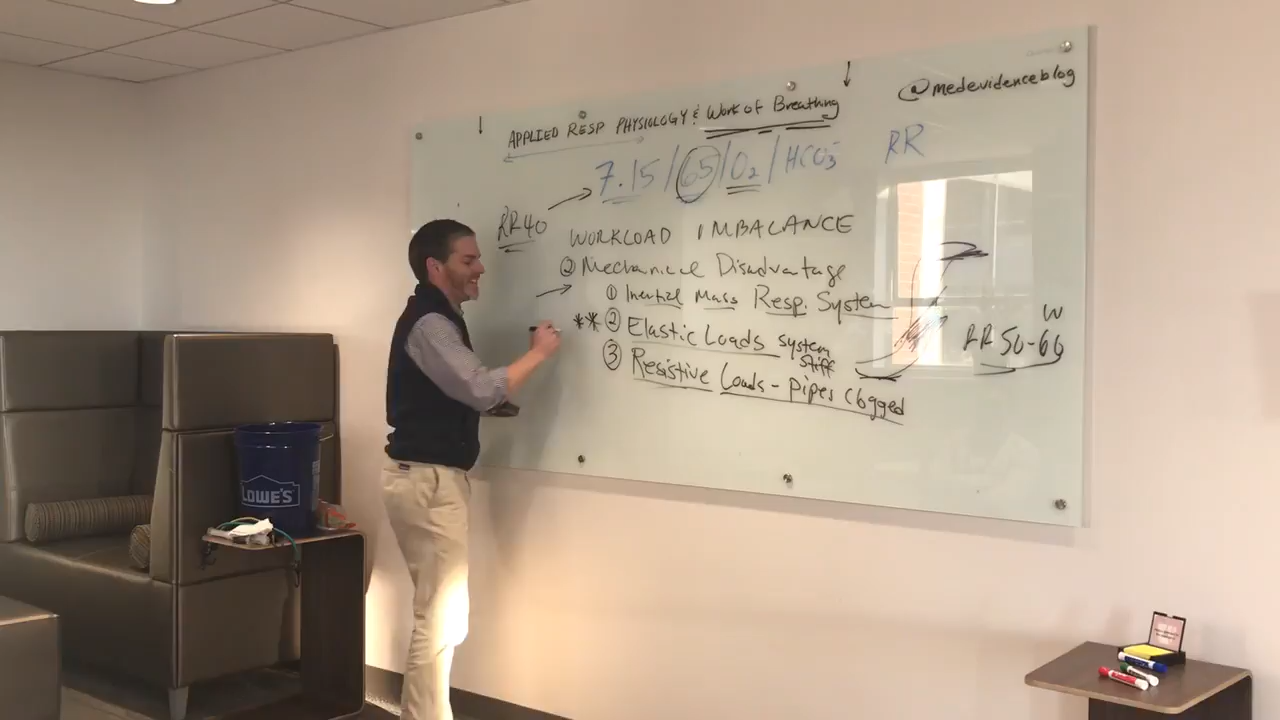 @medevidenceblog
APPLIED RESP PHYSIOLOGY & Work of Breathing
7.15 / 65 / O2 / HCO3-
RR
RR 40
WORKLOAD IMBALANCE
② Mechanical Disadvantage
① Inertial Mass Resp. System
** ② Elastic Loads system
stiff
③ Resistive Loads - pipes clogged
W
RR 50-60
LOWE'S